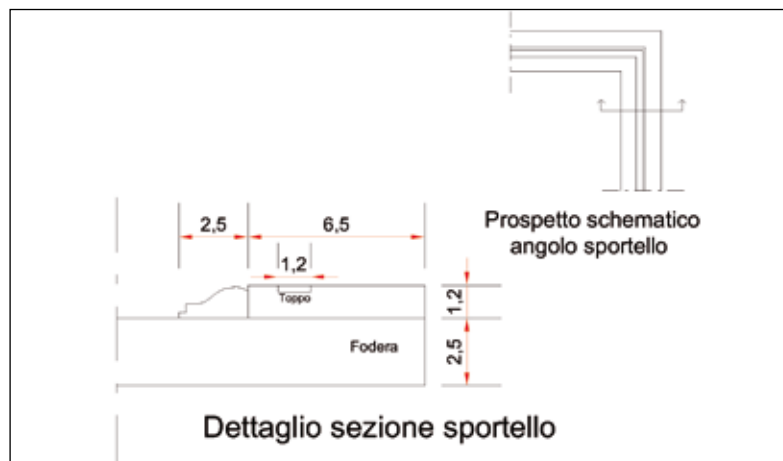 Prospetto schematico
angolo sportello
2,5
6,5
1,2
Toppo
1,2
Fodera
2,5
Dettaglio sezione sportello